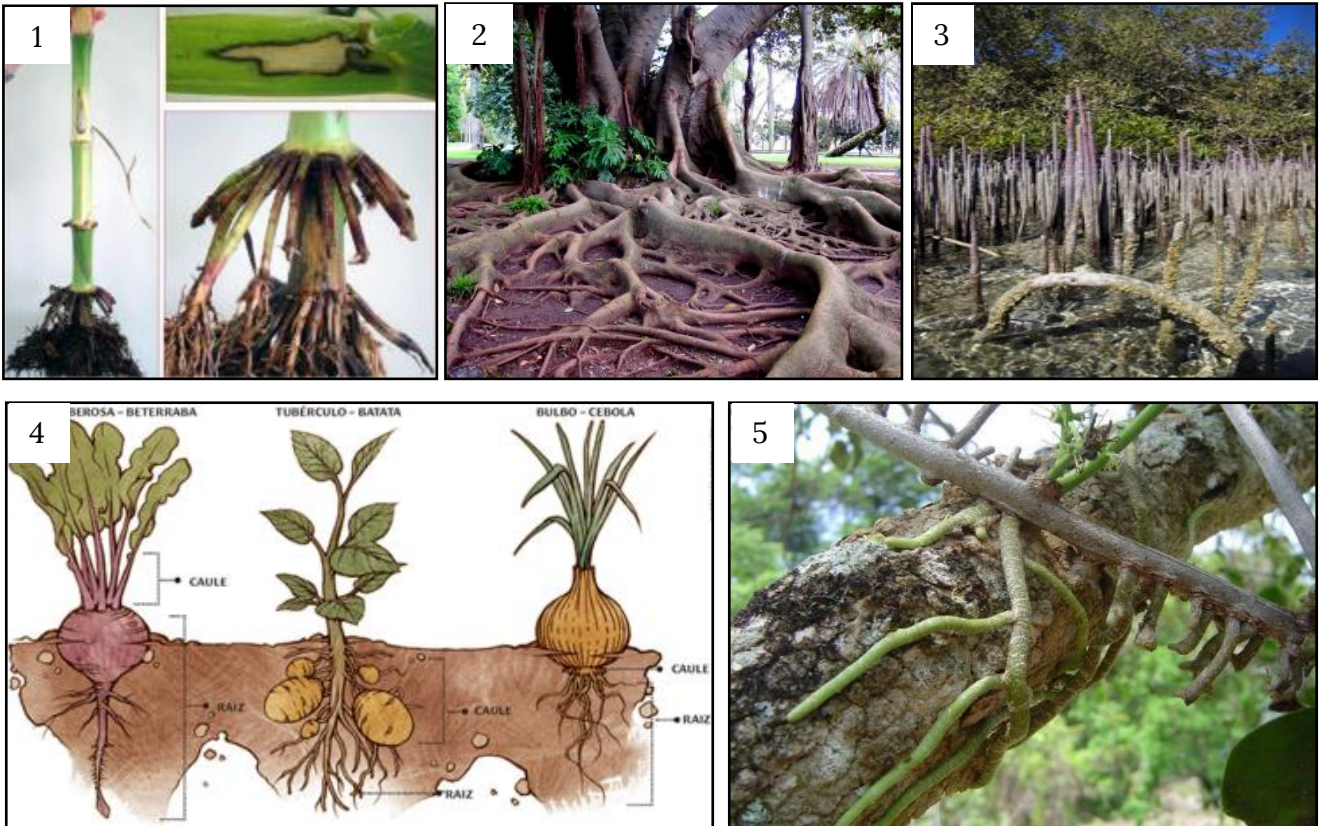 1
2
3
4
BEROSA = BETERRABA
TUBÉRCULO = BATATA
BULBO = CEBOLA
CAULE
RAIZ
CAULE
RAIZ
CAULE
RAIZ
5